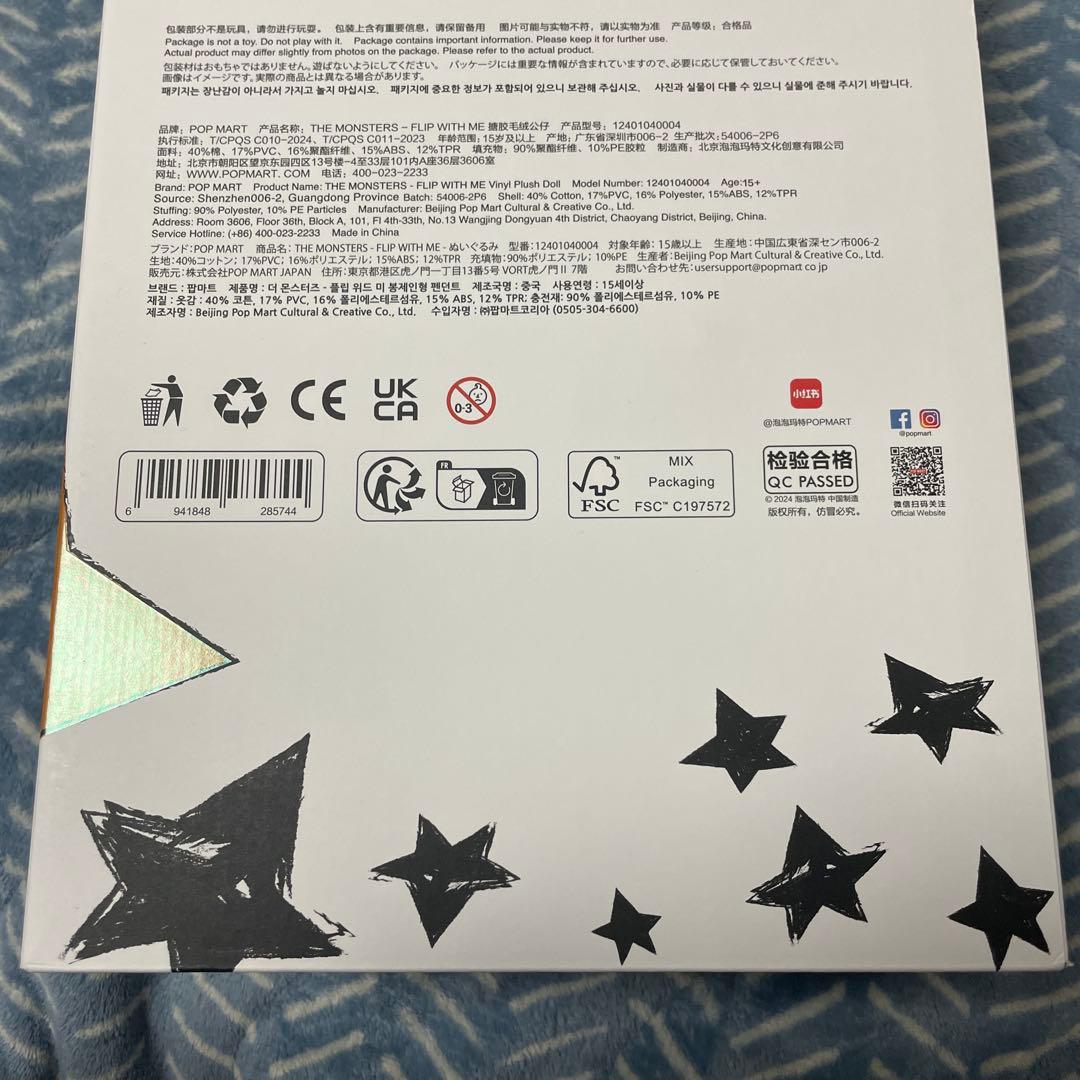 包装部分不是玩具，请勿进行玩耍。 包装上含有重要信息，请保留备用 图片可能与实物不符，请以实物为准 产品等级：合格品
Package is not a toy. Do not play with it. Package contains important information. Please keep it for further use.
Actual product may differ slightly from photos on the package. Please refer to the actual product.
包装材はおもちゃではありません。遊ばないようにしてください。 パッケージには重要な情報が含まれていますので、必要に応じて保管しておいてください。
画像はイメージです。実際の商品とは異なる場合があります。
패키지는 장난감이 아니라서 가지고 놀지 마십시오. 패키지에 중요한 정보가 포함되어 있으니 보관해 주십시오. 사진과 실물이 다를 수 있으니 실물에 준해 주시기 바랍니다.
品牌：POP MART 产品名称：THE MONSTERS – FLIP WITH ME 搪胶毛绒公仔 产品型号：12401040004
执行标准：T/CPQS C010-2024、T/CPQS C011-2023 年龄范围：15岁及以上 产地：广东省深圳市006-2 生产批次：54006-2P6
面料：40%棉、17%PVC、16%聚酯纤维、15%ABS、12%TPR 填充物：90%聚酯纤维、10%PE胶粒 制造商：北京泡泡玛特文化创意有限公司
地址：北京市朝阳区望京东园四区13号楼-4至33层101内A座36层3606室
网址：WWW.POPMART.COM 电话：400-023-2233
Brand: POP MART Product Name: THE MONSTERS - FLIP WITH ME Vinyl Plush Doll Model Number: 12401040004 Age:15+
Source: Shenzhen006-2, Guangdong Province Batch: 54006-2P6 Shell: 40% Cotton, 17%PVC, 16% Polyester, 15%ABS, 12%TPR
Stuffing: 90% Polyester, 10% PE Particles Manufacturer: Beijing Pop Mart Cultural & Creative Co., Ltd.
Address: Room 3606, Floor 36th, Block A, 101, Fl 4th-33th, No.13 Wangjing Dongyuan 4th District, Chaoyang District, Beijing, China.
Service Hotline: (+86) 400-023-2233 Made in China
ブランド：POP MART 商品名：THE MONSTERS - FLIP WITH ME - ぬいぐるみ 型番：12401040004 対象年齢：15歳以上 生産地：中国広東省深セン市006-2
生地：40%コットン；17%PVC；16%ポリエステル；15%ABS；12%TPR 充填物：90%ポリエステル；10%PE 生産者：Beijing Pop Mart Cultural & Creative Co., Ltd.
販売元：株式会社POP MART JAPAN 住所：東京都港区虎ノ門一丁目13番5号 VORT虎ノ門Ⅱ 7階 お問い合わせ先：usersupport@popmart.co.jp
브랜드 : 팝마트 제품명 : 더 몬스터즈 - 플립 위드 미 봉제인형 펜던트 제조국명 : 중국 사용연령 : 15세이상
재질 : 옷감 : 40% 코튼, 17% PVC, 16% 폴리에스테르섬유, 15% ABS, 12% TPR; 충전재: 90% 폴리에스테르섬유, 10% PE
제조자명 : Beijing Pop Mart Cultural & Creative Co., Ltd. 수입자명 : ㈜팝마트코리아 (0505-304-6600)
CE
UK
CA
0-3
小红书
@泡泡玛特POPMART
@popmart
6 941848 285744
FR
FSC™
MIX
Packaging
FSC™ C197572
检验合格
QC PASSED
© 2024 泡泡玛特 中国制造
版权所有，仿冒必究。
微信扫码关注
Official Website